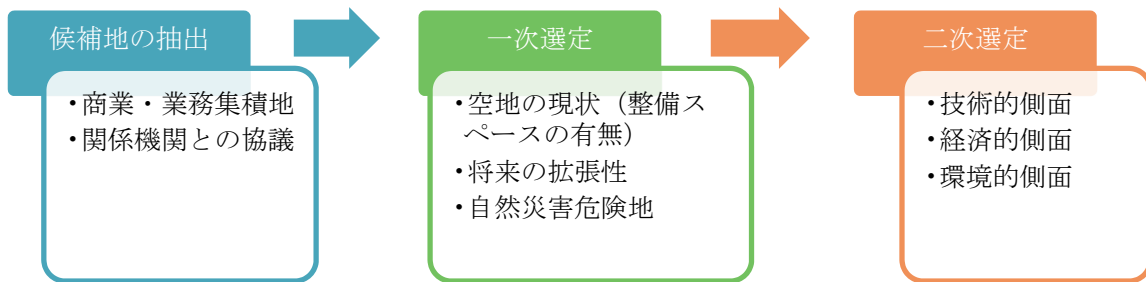 候補地の抽出
・商業・業務集積地
・関係機関との協議
一次選定
・空地の現状（整備ス
ペースの有無）
・将来の拡張性
・自然災害危険地
二次選定
・技術的側面
・経済的側面
・環境的側面